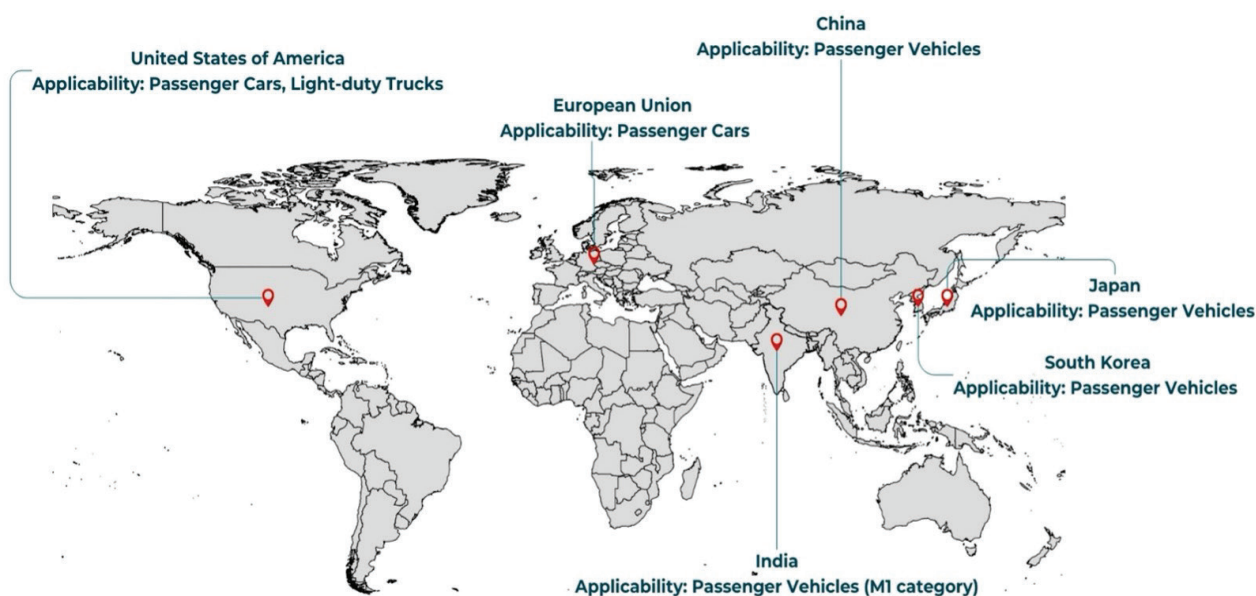 China
Applicability: Passenger Vehicles
United States of America
Applicability: Passenger Cars, Light-duty Trucks
European Union
Applicability: Passenger Cars
Japan
Applicability: Passenger Vehicles
South Korea
Applicability: Passenger Vehicles
India
Applicability: Passenger Vehicles (M1 category)